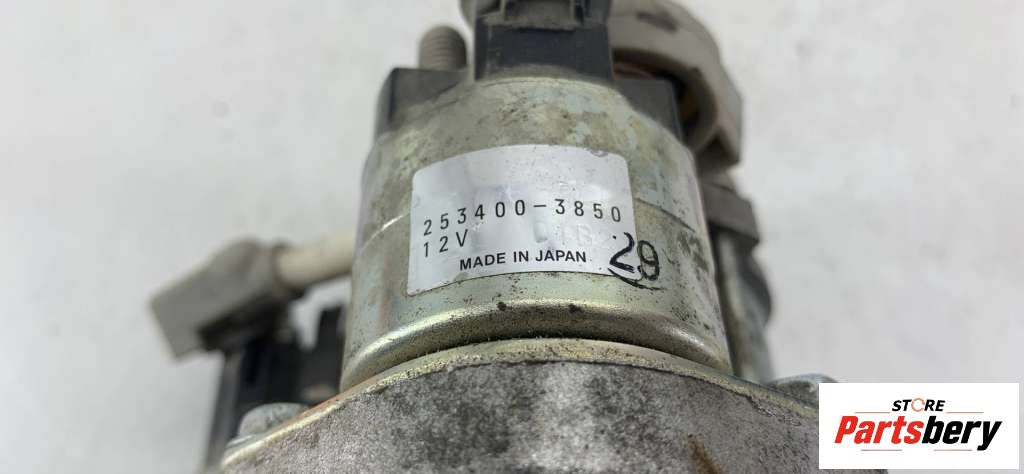 253400-3850
12V
MADE IN JAPAN 29
STORE
Partsbery